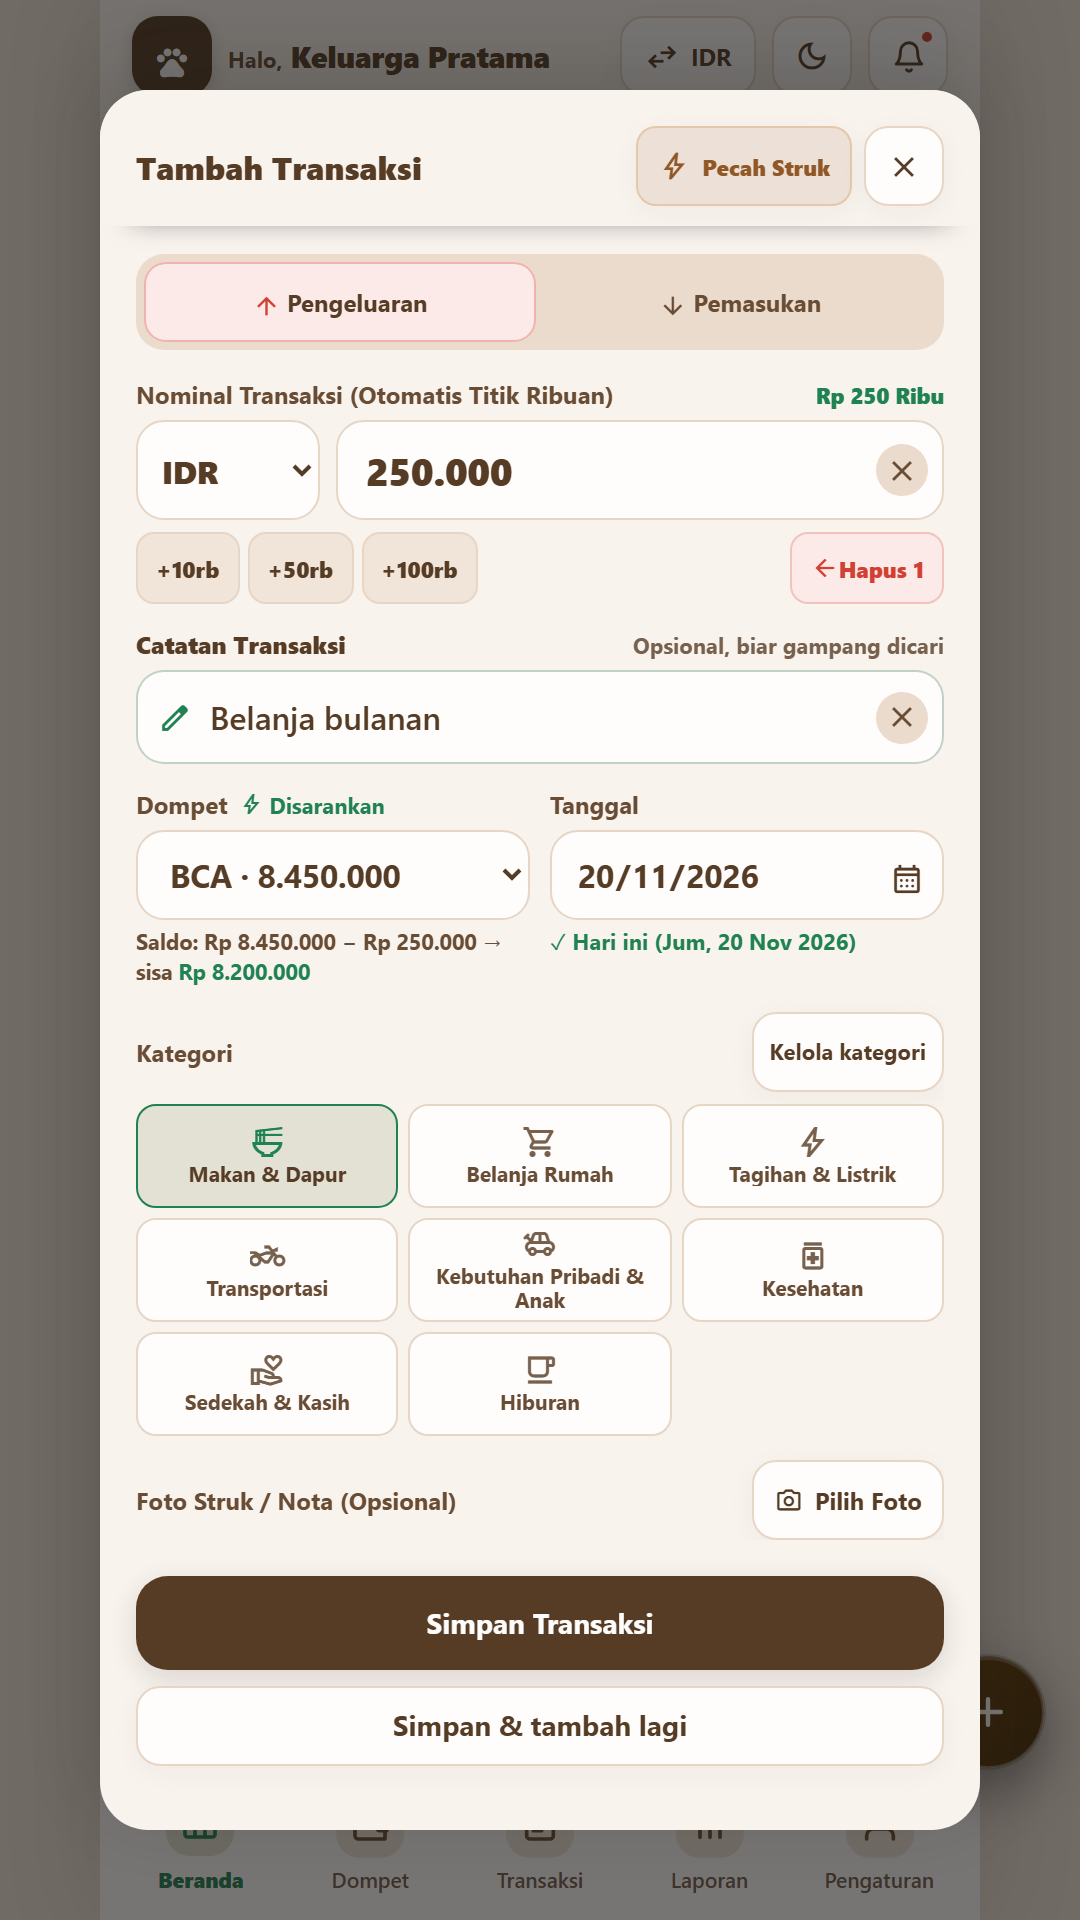 Halo, Keluarga Pratama
IDR
Tambah Transaksi
Pecah Struk
Pengeluaran
Pemasukan
Nominal Transaksi (Otomatis Titik Ribuan)
Rp 250 Ribu
IDR
250.000
+10rb
+50rb
+100rb
Hapus 1
Catatan Transaksi
Opsional, biar gampang dicari
Belanja bulanan
Dompet
Disarankan
Tanggal
BCA · 8.450.000
20/11/2026
Saldo: Rp 8.450.000 − Rp 250.000 →
sisa Rp 8.200.000
✓ Hari ini (Jum, 20 Nov 2026)
Kategori
Kelola kategori
Makan & Dapur
Belanja Rumah
Tagihan & Listrik
Transportasi
Kebutuhan Pribadi &
Anak
Kesehatan
Sedekah & Kasih
Hiburan
Foto Struk / Nota (Opsional)
Pilih Foto
Simpan Transaksi
Simpan & tambah lagi
Beranda
Dompet
Transaksi
Laporan
Pengaturan